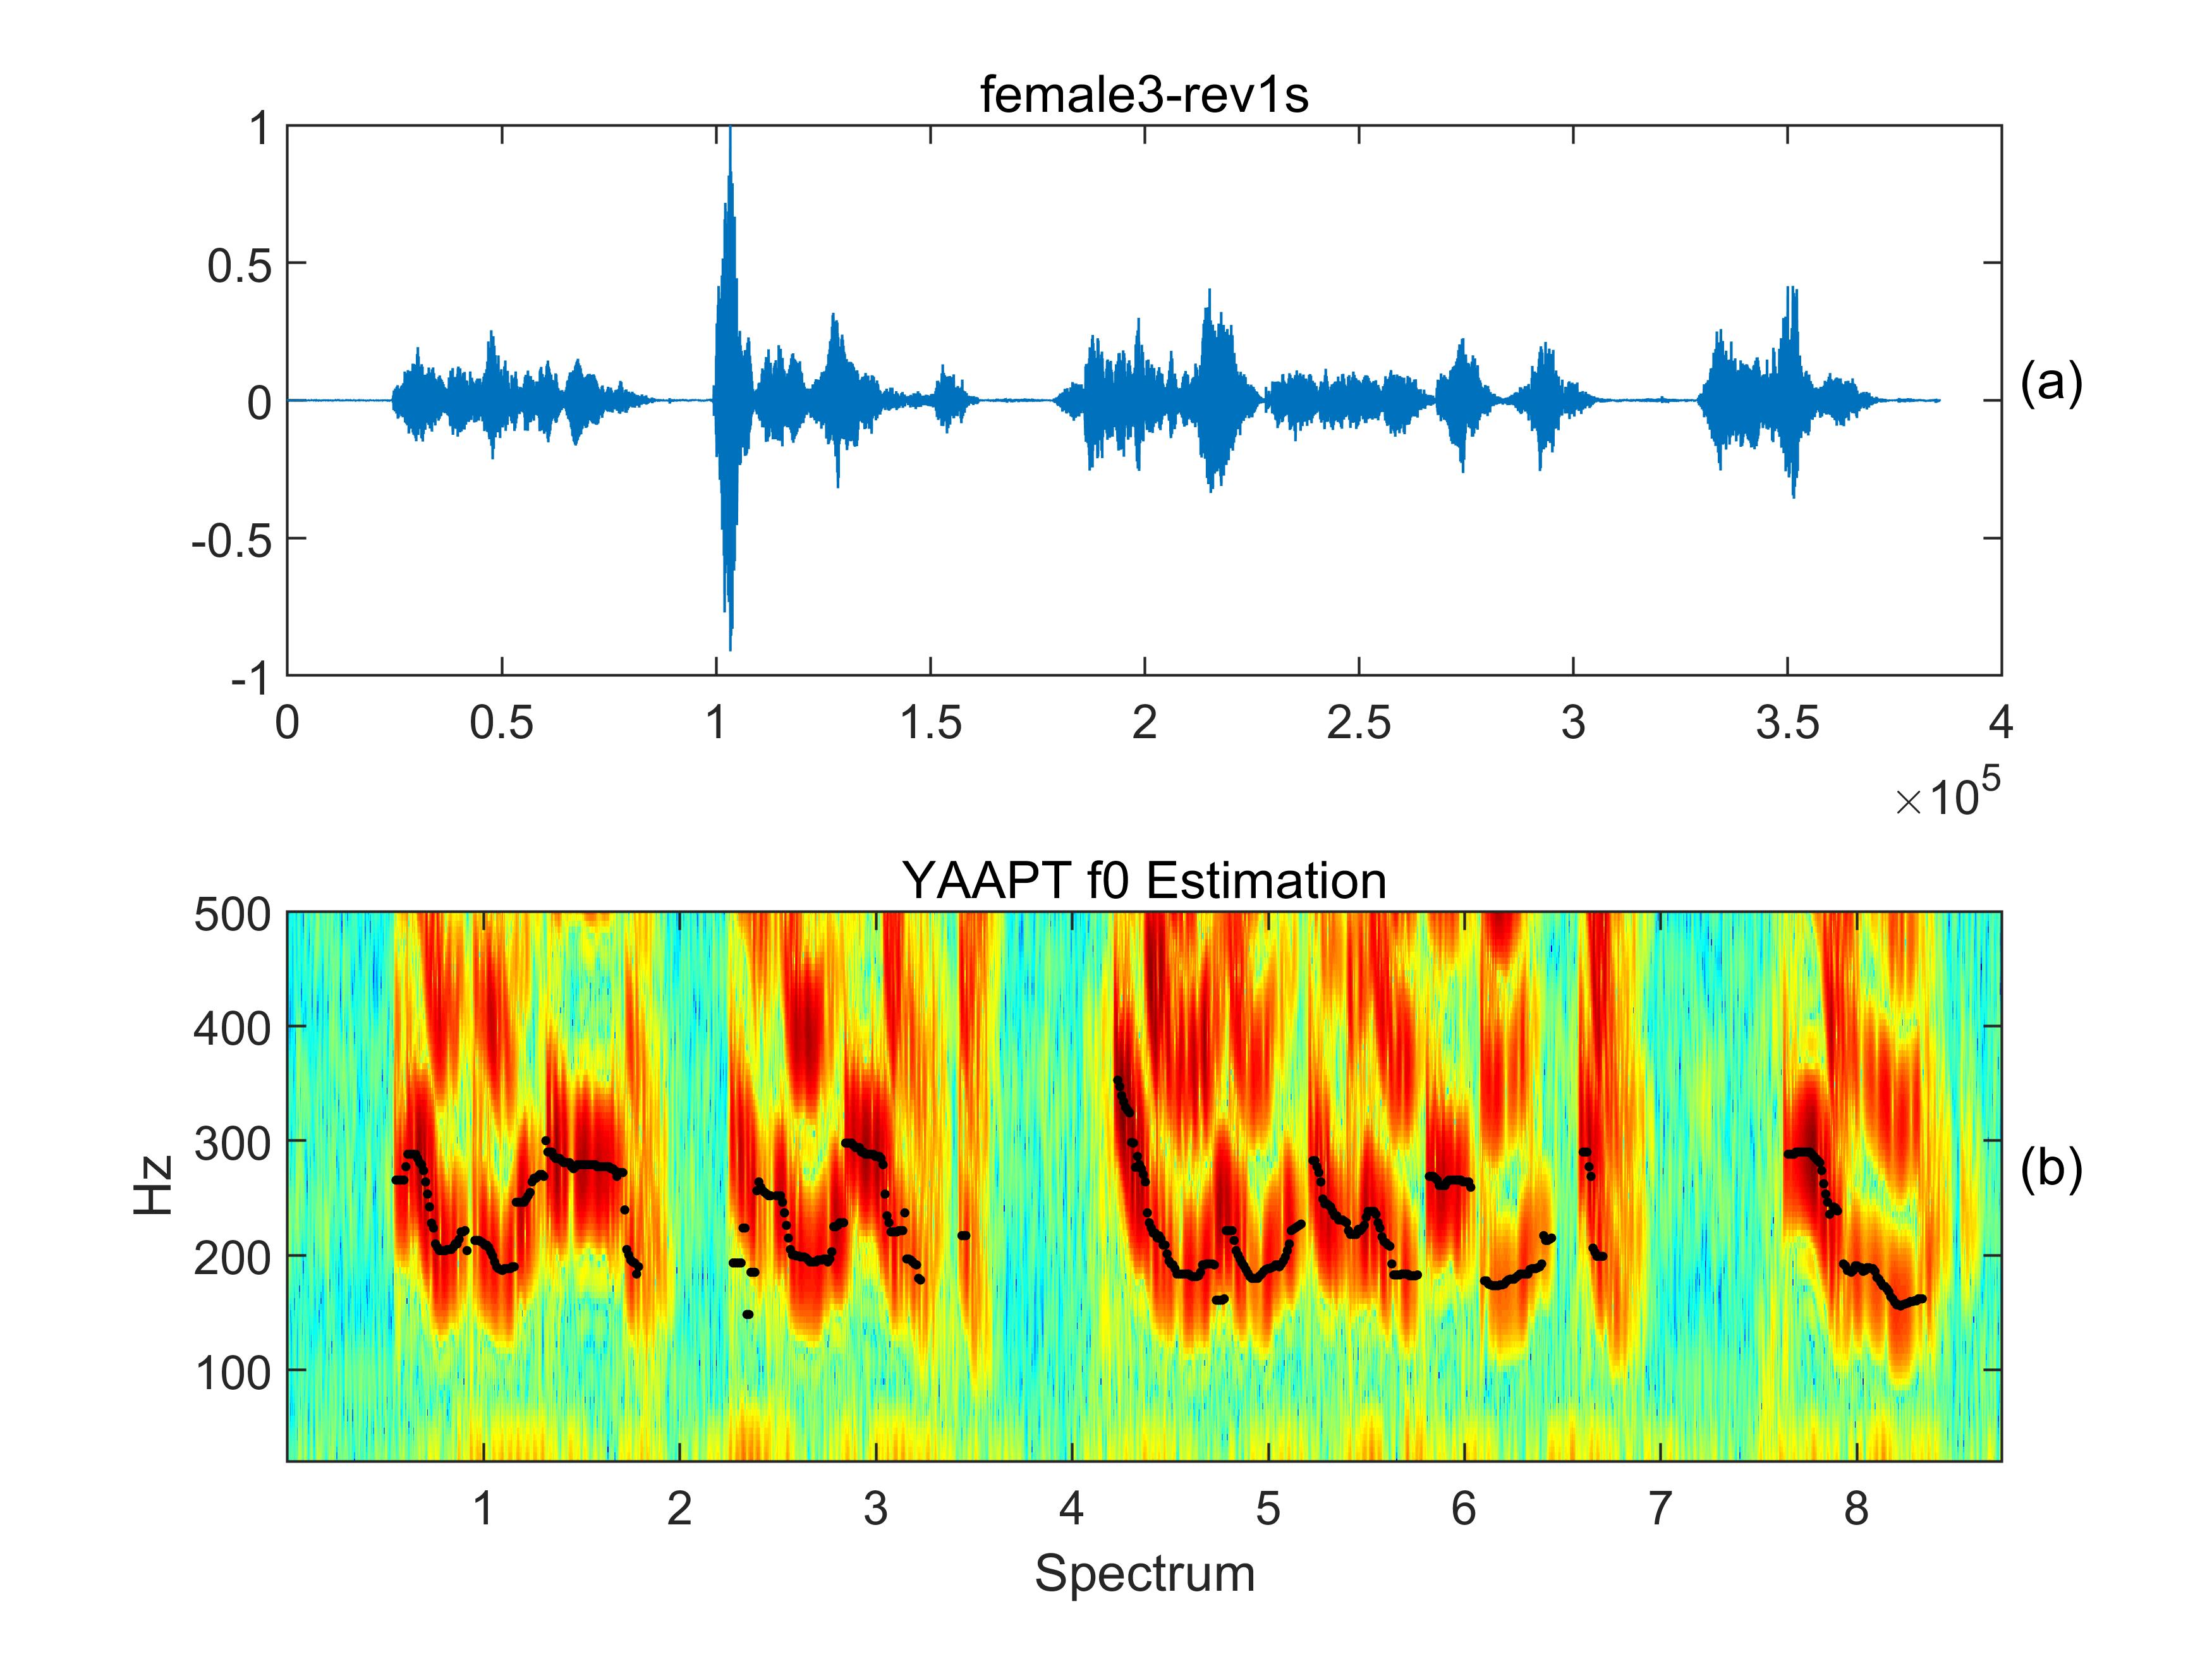 female3-rev1s
1
0.5
0
-0.5
-1
(a)
0 0.5 1 1.5 2 2.5 3 3.5 4
×10^5
YAAPT f0 Estimation
500
400
300
200
100
Hz
(b)
1 2 3 4 5 6 7 8
Spectrum